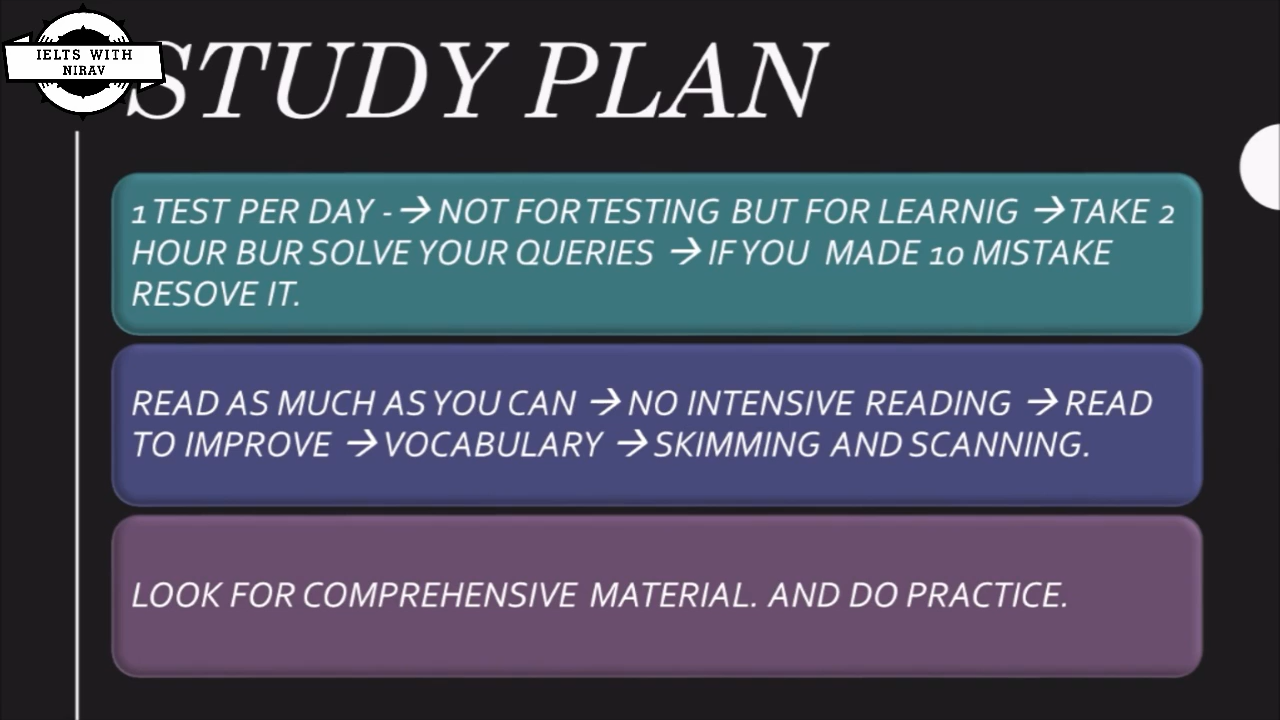 IELTS WITH
NIRAV
STUDY PLAN
1 TEST PER DAY -→ NOT FOR TESTING BUT FOR LEARNIG → TAKE 2
HOUR BUR SOLVE YOUR QUERIES → IF YOU MADE 10 MISTAKE
RESOVE IT.
READ AS MUCH AS YOU CAN → NO INTENSIVE READING → READ
TO IMPROVE → VOCABULARY → SKIMMING AND SCANNING.
LOOK FOR COMPREHENSIVE MATERIAL. AND DO PRACTICE.